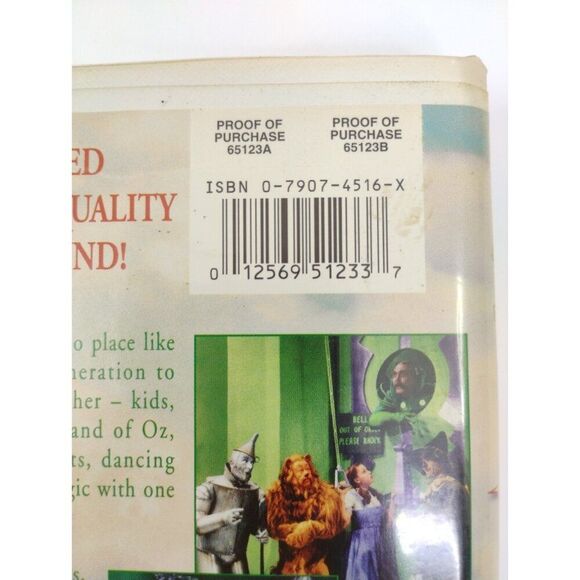 PROOF OF
PURCHASE
65123A
PROOF OF
PURCHASE
65123B
ISBN 0-7907-4516-X
0 12569 51233 7
ED
UALITY
ND!
o place like
neration to
her – kids,
and of Oz,
ts, dancing
gic with one
BELL
OUT OF ORDER
PLEASE KNOCK
s.